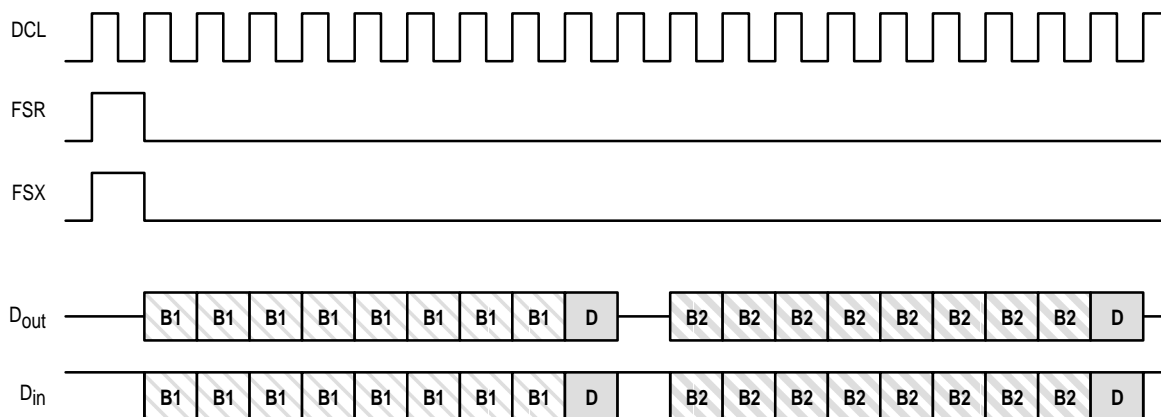 DCL
FSR
FSX
Dout B1 B1 B1 B1 B1 B1 B1 B1 D B2 B2 B2 B2 B2 B2 B2 B2 D
Din B1 B1 B1 B1 B1 B1 B1 B1 D B2 B2 B2 B2 B2 B2 B2 B2 D